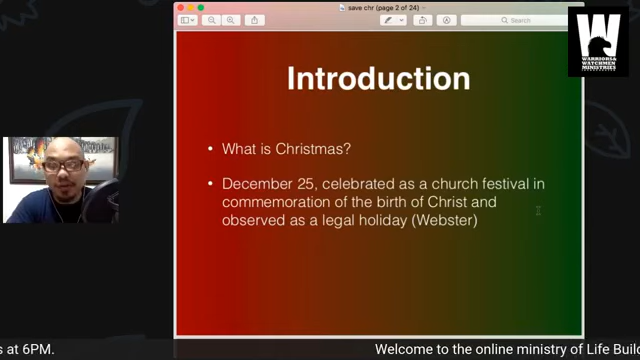 save chr (page 2 of 24)
Search
W
WARRIORS &
WATCHMEN
MINISTRIES
Introduction
• What is Christmas?
• December 25, celebrated as a church festival in
commemoration of the birth of Christ and
observed as a legal holiday (Webster)
s at 6PM.
Welcome to the online ministry of Life Buil